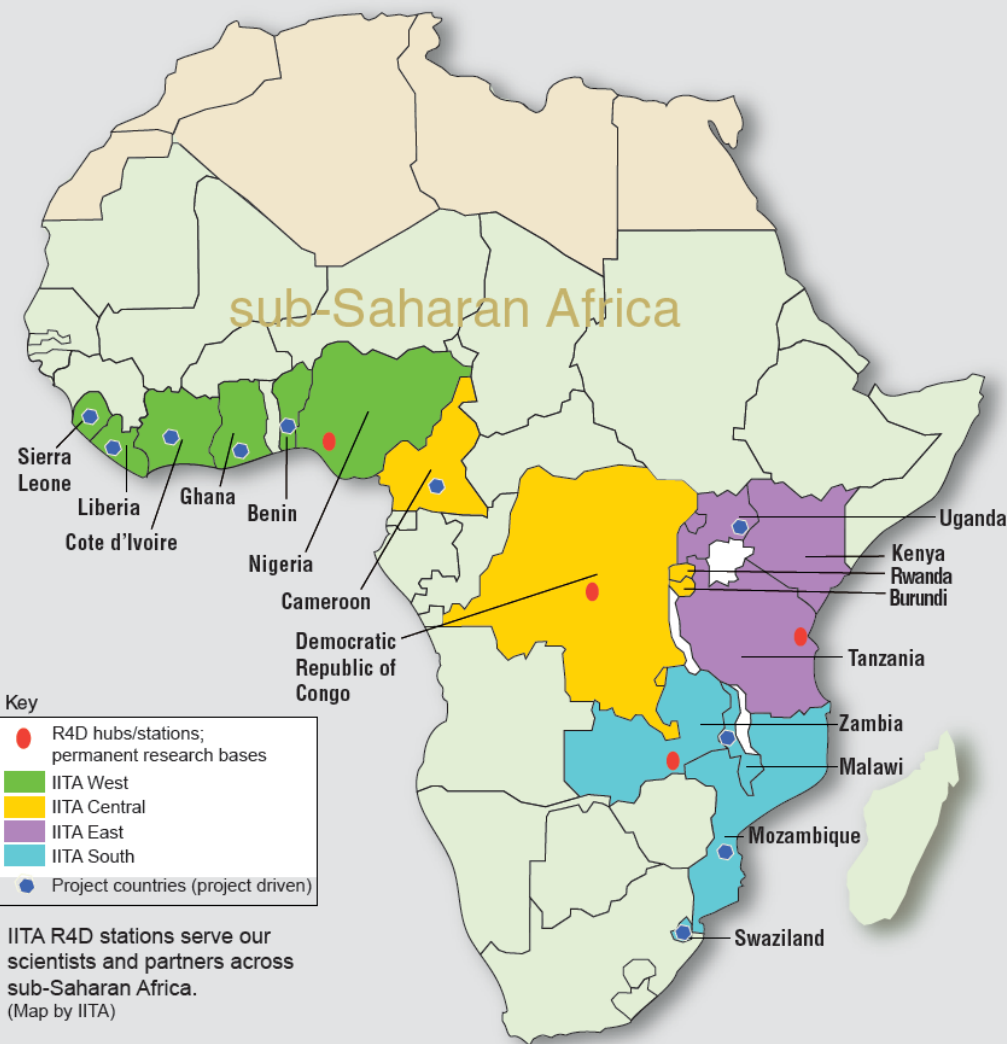 sub-Saharan Africa
Sierra
Leone
Liberia
Cote d'Ivoire
Ghana
Benin
Nigeria
Cameroon
Democratic
Republic of
Congo
Uganda
Kenya
Rwanda
Burundi
Tanzania
Zambia
Malawi
Mozambique
Swaziland
Key
R4D hubs/stations;
permanent research bases
IITA West
IITA Central
IITA East
IITA South
Project countries (project driven)
IITA R4D stations serve our
scientists and partners across
sub-Saharan Africa.
(Map by IITA)